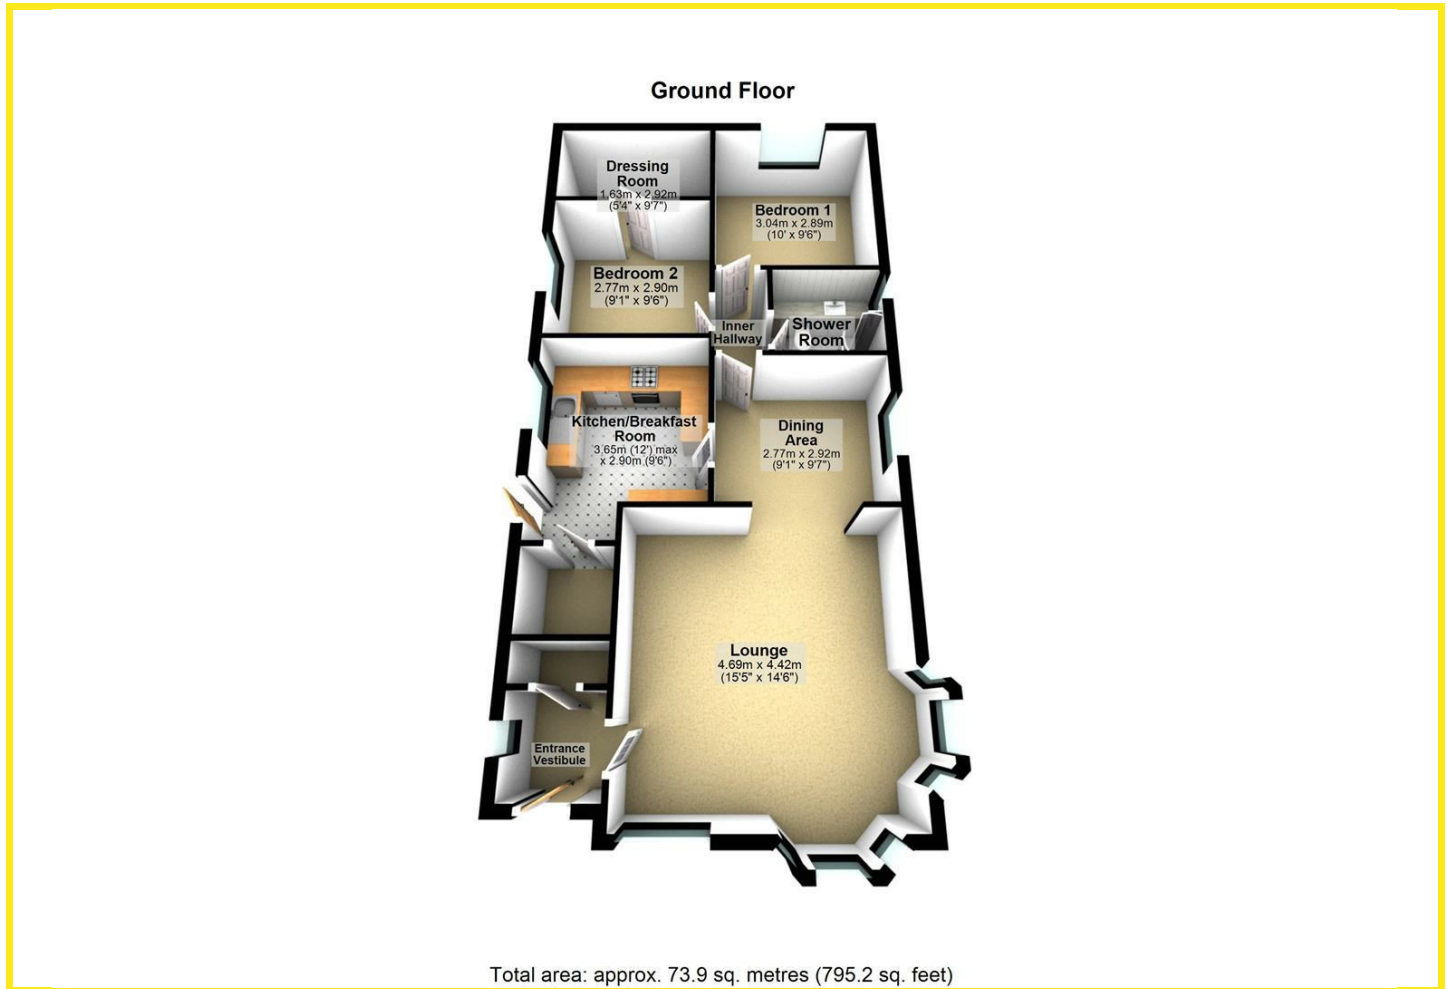 Ground Floor
Dressing
Room
1.63m x 2.92m
(5'4" x 9'7")
Bedroom 1
3.04m x 2.89m
(10' x 9'6")
Bedroom 2
2.77m x 2.90m
(9'1" x 9'6")
Inner
Hallway
Shower
Room
Kitchen/Breakfast
Room
3.65m (12') max
x 2.90m (9'6")
Dining
Area
2.77m x 2.92m
(9'1" x 9'7")
Lounge
4.69m x 4.42m
(15'5" x 14'6")
Entrance
Vestibule
Total area: approx. 73.9 sq. metres (795.2 sq. feet)